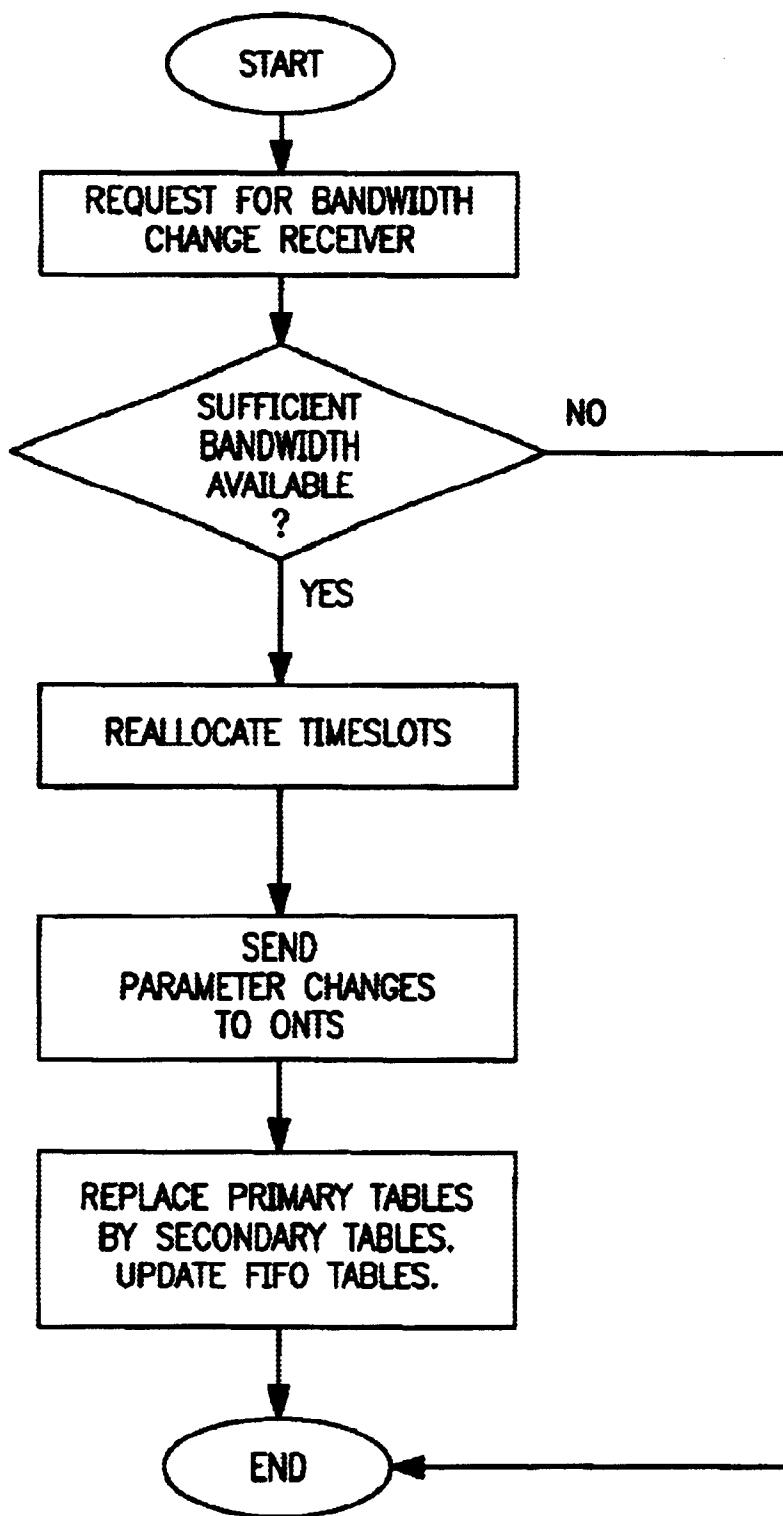 START
REQUEST FOR BANDWIDTH
CHANGE RECEIVER
SUFFICIENT
BANDWIDTH
AVAILABLE
?
NO
YES
REALLOCATE TIMESLOTS
SEND
PARAMETER CHANGES
TO ONTS
REPLACE PRIMARY TABLES
BY SECONDARY TABLES.
UPDATE FIFO TABLES.
END